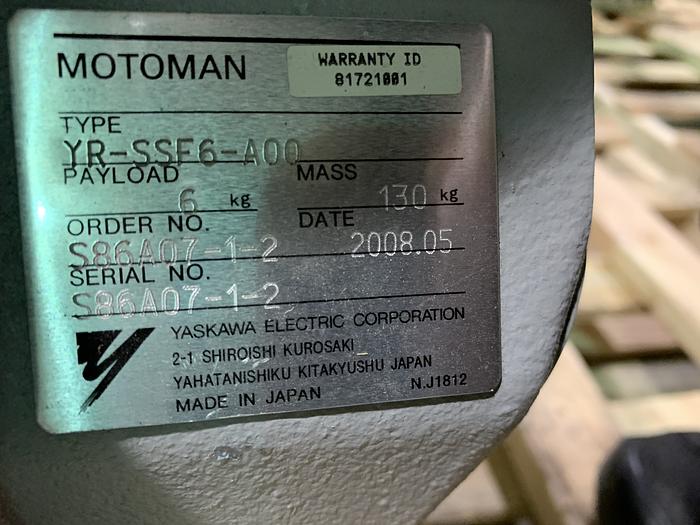 MOTOMAN
WARRANTY ID
81721001
TYPE
YR-SSF6-A00
PAYLOAD 6 kg MASS 130 kg
ORDER NO. DATE
S86A07-1-2 2008.05
SERIAL NO.
S86A07-1-2
YASKAWA ELECTRIC CORPORATION
2-1 SHIROISHI KUROSAKI
YAHATANISHIKU KITAKYUSHU JAPAN
MADE IN JAPAN N.J1812